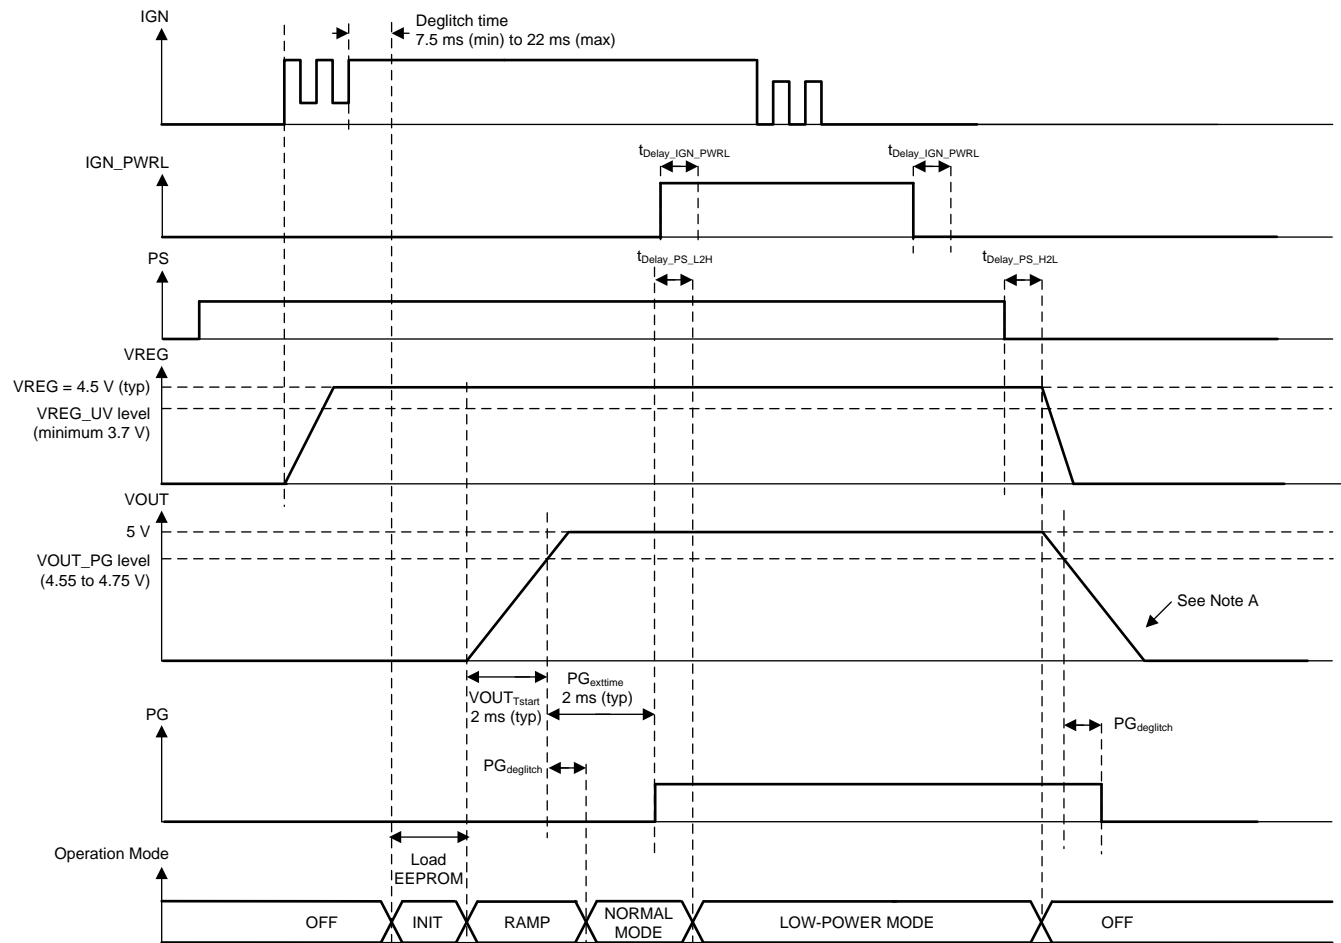 IGN
Deglitch time
7.5 ms (min) to 22 ms (max)
IGN_PWRL
tDelay_IGN_PWRL
tDelay_IGN_PWRL
PS
tDelay_PS_L2H
tDelay_PS_H2L
VREG
VREG = 4.5 V (typ)
VREG_UV level
(minimum 3.7 V)
VOUT
5 V
VOUT_PG level
(4.55 to 4.75 V)
See Note A
VOUTTstart
2 ms (typ)
PGexttime
2 ms (typ)
PG
PGdeglitch
PGdeglitch
Operation Mode
Load
EEPROM
OFF
INIT
RAMP
NORMAL
MODE
LOW-POWER MODE
OFF